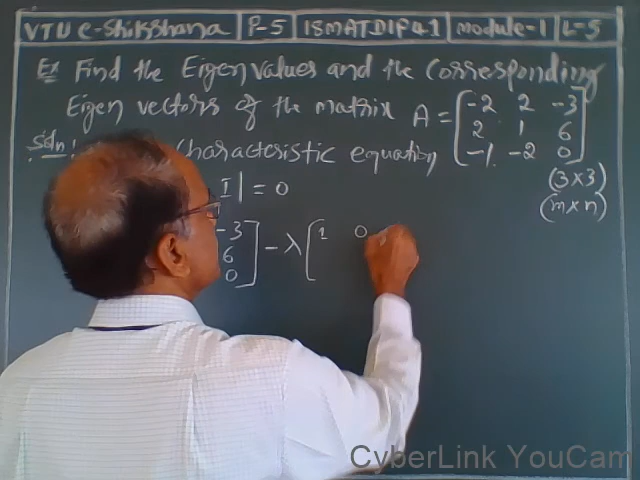 VTU e-Shikshana | P-5 | 18MATDIP41 | module-1 | L-5
Ex Find the Eigen values and the corresponding
Eigen vectors of the matrix A = [-2 2 -3
2 1 6
-1 -2 0]
Soln: characteristic equation
(3×3)
I| = 0
(m×n)
-3
6
0] - λ [1 0
CyberLink YouCam